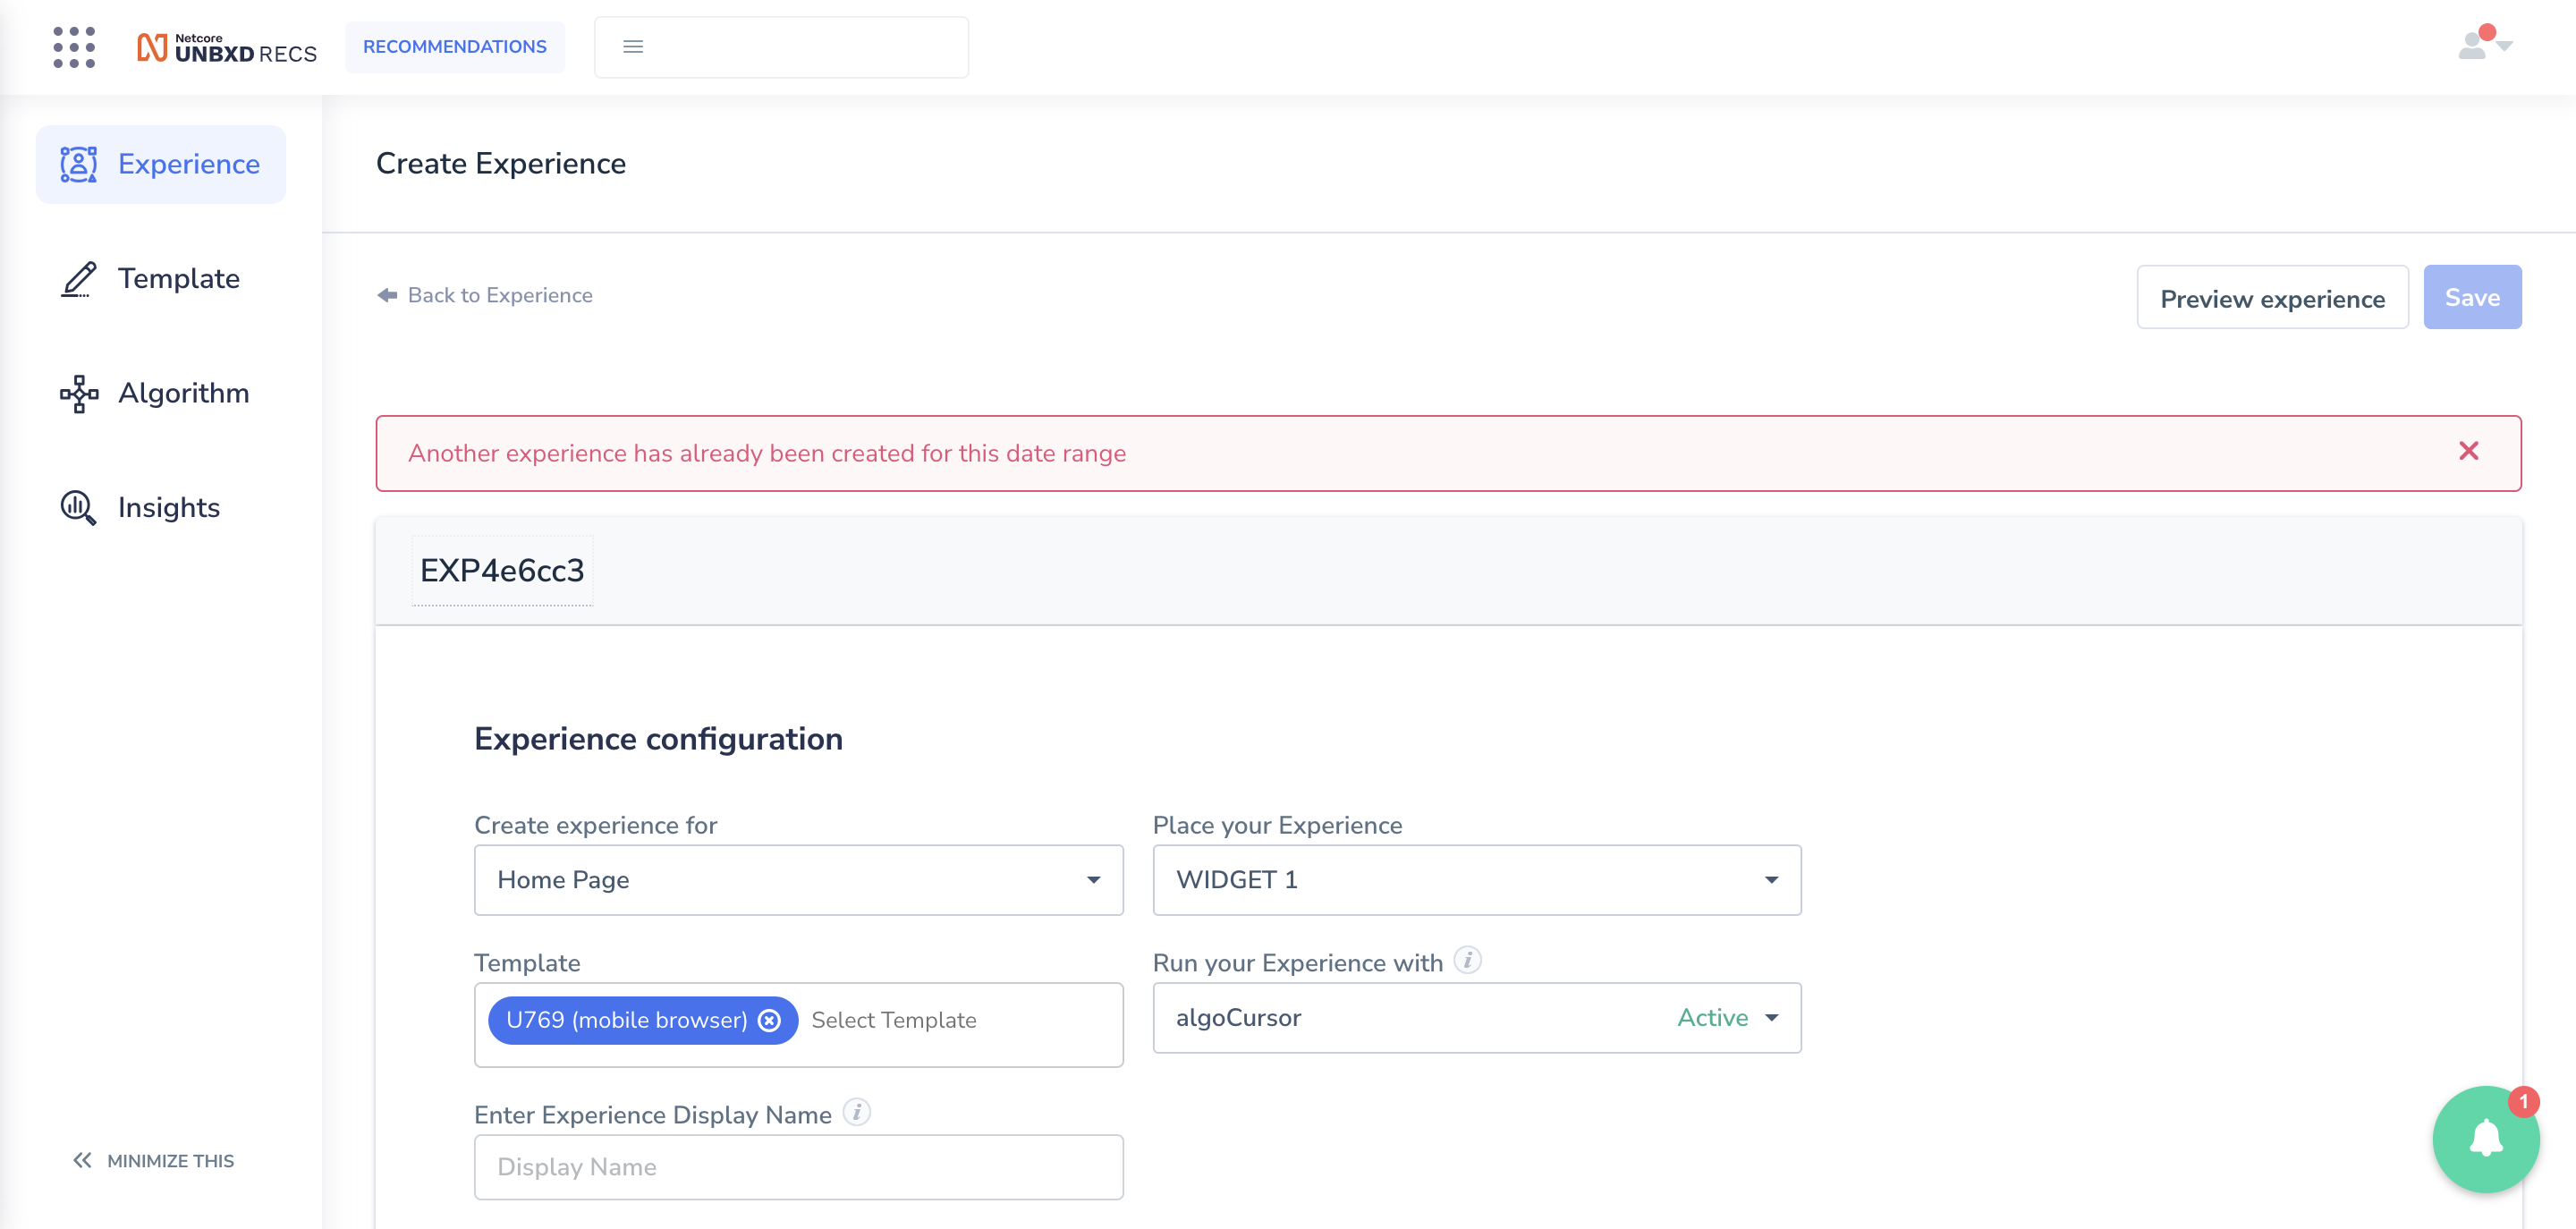 Netcore
UNBXD RECS
RECOMMENDATIONS
Experience
Template
Algorithm
Insights
MINIMIZE THIS
Create Experience
Back to Experience
Preview experience
Save
Another experience has already been created for this date range
EXP4e6cc3
Experience configuration
Create experience for
Place your Experience
Home Page
WIDGET 1
Template
Run your Experience with i
U769 (mobile browser) Select Template
algoCursor Active
Enter Experience Display Name i
Display Name
1